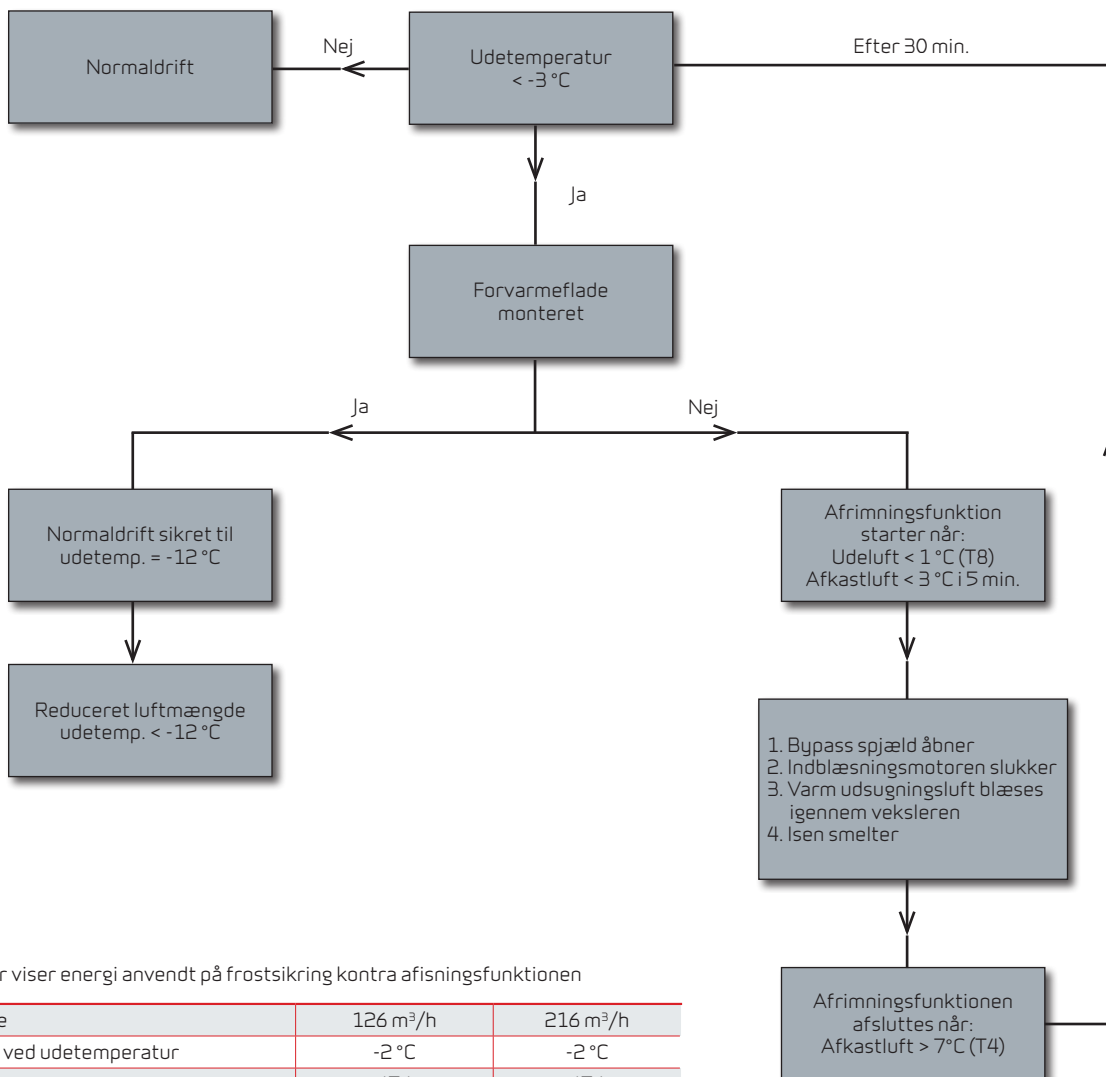 Normaldrift
Nej
Udetemperatur
< -3 °C
Efter 30 min.
Ja
Forvarmeflade
monteret
Ja
Nej
Normaldrift sikret til
udetemp. = -12 °C
Afrimningsfunktion
starter når:
Udeluft < 1 °C (T8)
Afkastluft < 3 °C i 5 min.
Reduceret luftmængde
udetemp. < -12 °C
1. Bypass spjæld åbner
2. Indblæsningsmotoren slukker
3. Varm udsugningsluft blæses
igennem veksleren
4. Isen smelter
Afrimningsfunktionen
afsluttes når:
Afkastluft > 7°C (T4)
viser energi anvendt på frostsikring kontra afisningsfunktionen
126 m³/h 216 m³/h
ved udetemperatur -2 °C -2 °C